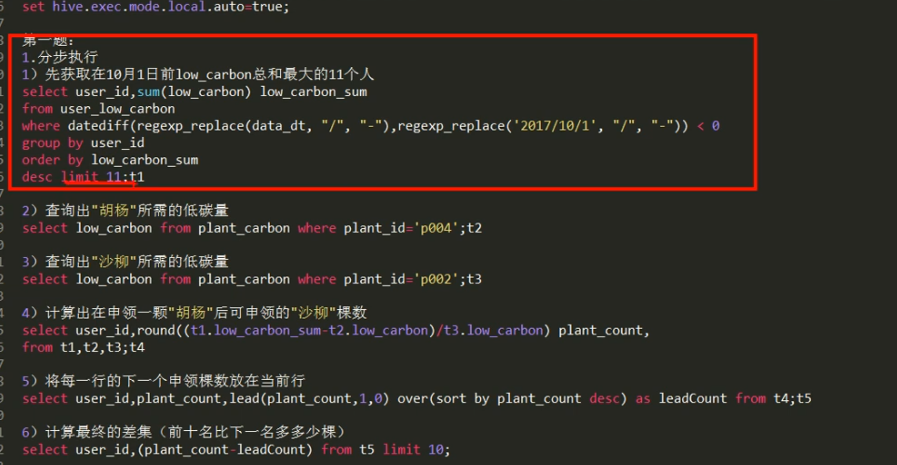 set hive.exec.mode.local.auto=true;
第一题:
1.分步执行
1）先获取在10月1日前low_carbon总和最大的11个人
select user_id,sum(low_carbon) low_carbon_sum
from user_low_carbon
where datediff(regexp_replace(data_dt, "/", "-"),regexp_replace('2017/10/1', "/", "-")) < 0
group by user_id
order by low_carbon_sum
desc limit 11;t1
2）查询出"胡杨"所需的低碳量
select low_carbon from plant_carbon where plant_id='p004';t2
3）查询出"沙柳"所需的低碳量
select low_carbon from plant_carbon where plant_id='p002';t3
4）计算出在申领一颗"胡杨"后可申领的"沙柳"棵数
select user_id,round((t1.low_carbon_sum-t2.low_carbon)/t3.low_carbon) plant_count,
from t1,t2,t3;t4
5）将每一行的下一个申领棵数放在当前行
select user_id,plant_count,lead(plant_count,1,0) over(sort by plant_count desc) as leadCount from t4;t5
6）计算最终的差集（前十名比下一名多多少棵）
select user_id,(plant_count-leadCount) from t5 limit 10;